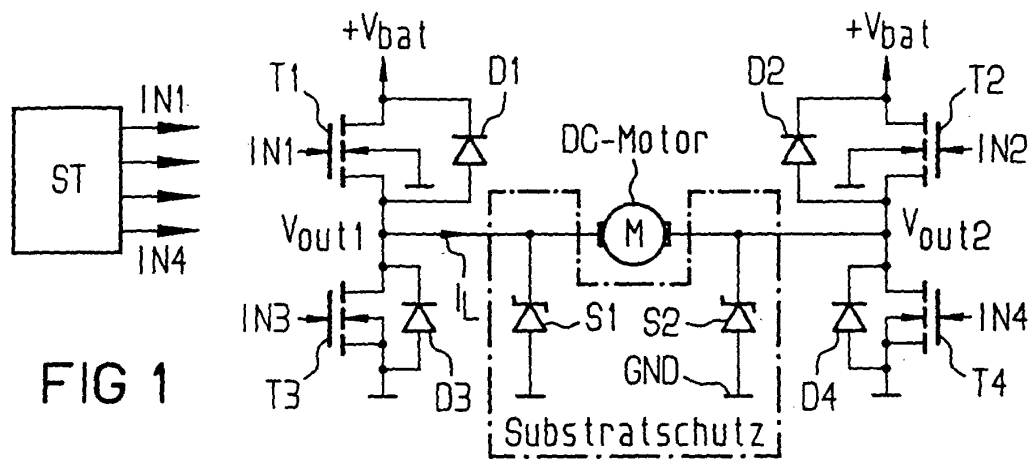 +Vbat
+Vbat
T1
D1
D2
T2
IN1
ST
IN1
DC-Motor
IN2
M
Vout1
Vout2
IN4
IL
IN3
S1
S2
IN4
FIG 1
T3
D3
GND
D4
T4
Substratschutz